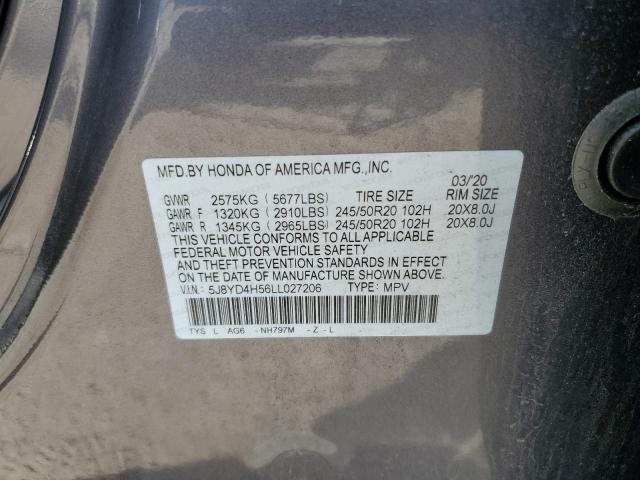 MFD.BY HONDA OF AMERICA MFG.,INC.
03/'20
GVWR 2575KG (5677LBS) TIRE SIZE RIM SIZE
GAWR F 1320KG (2910LBS) 245/50R20 102H 20X8.0J
GAWR R 1345KG (2965LBS) 245/50R20 102H 20X8.0J
THIS VEHICLE CONFORMS TO ALL APPLICABLE
FEDERAL MOTOR VEHICLE SAFETY
AND THEFT PREVENTION STANDARDS IN EFFECT
ON THE DATE OF MANUFACTURE SHOWN ABOVE.
V.I.N.: 5J8YD4H56LL027206 TYPE: MPV
TYS L AG6 -NH797M -Z-L